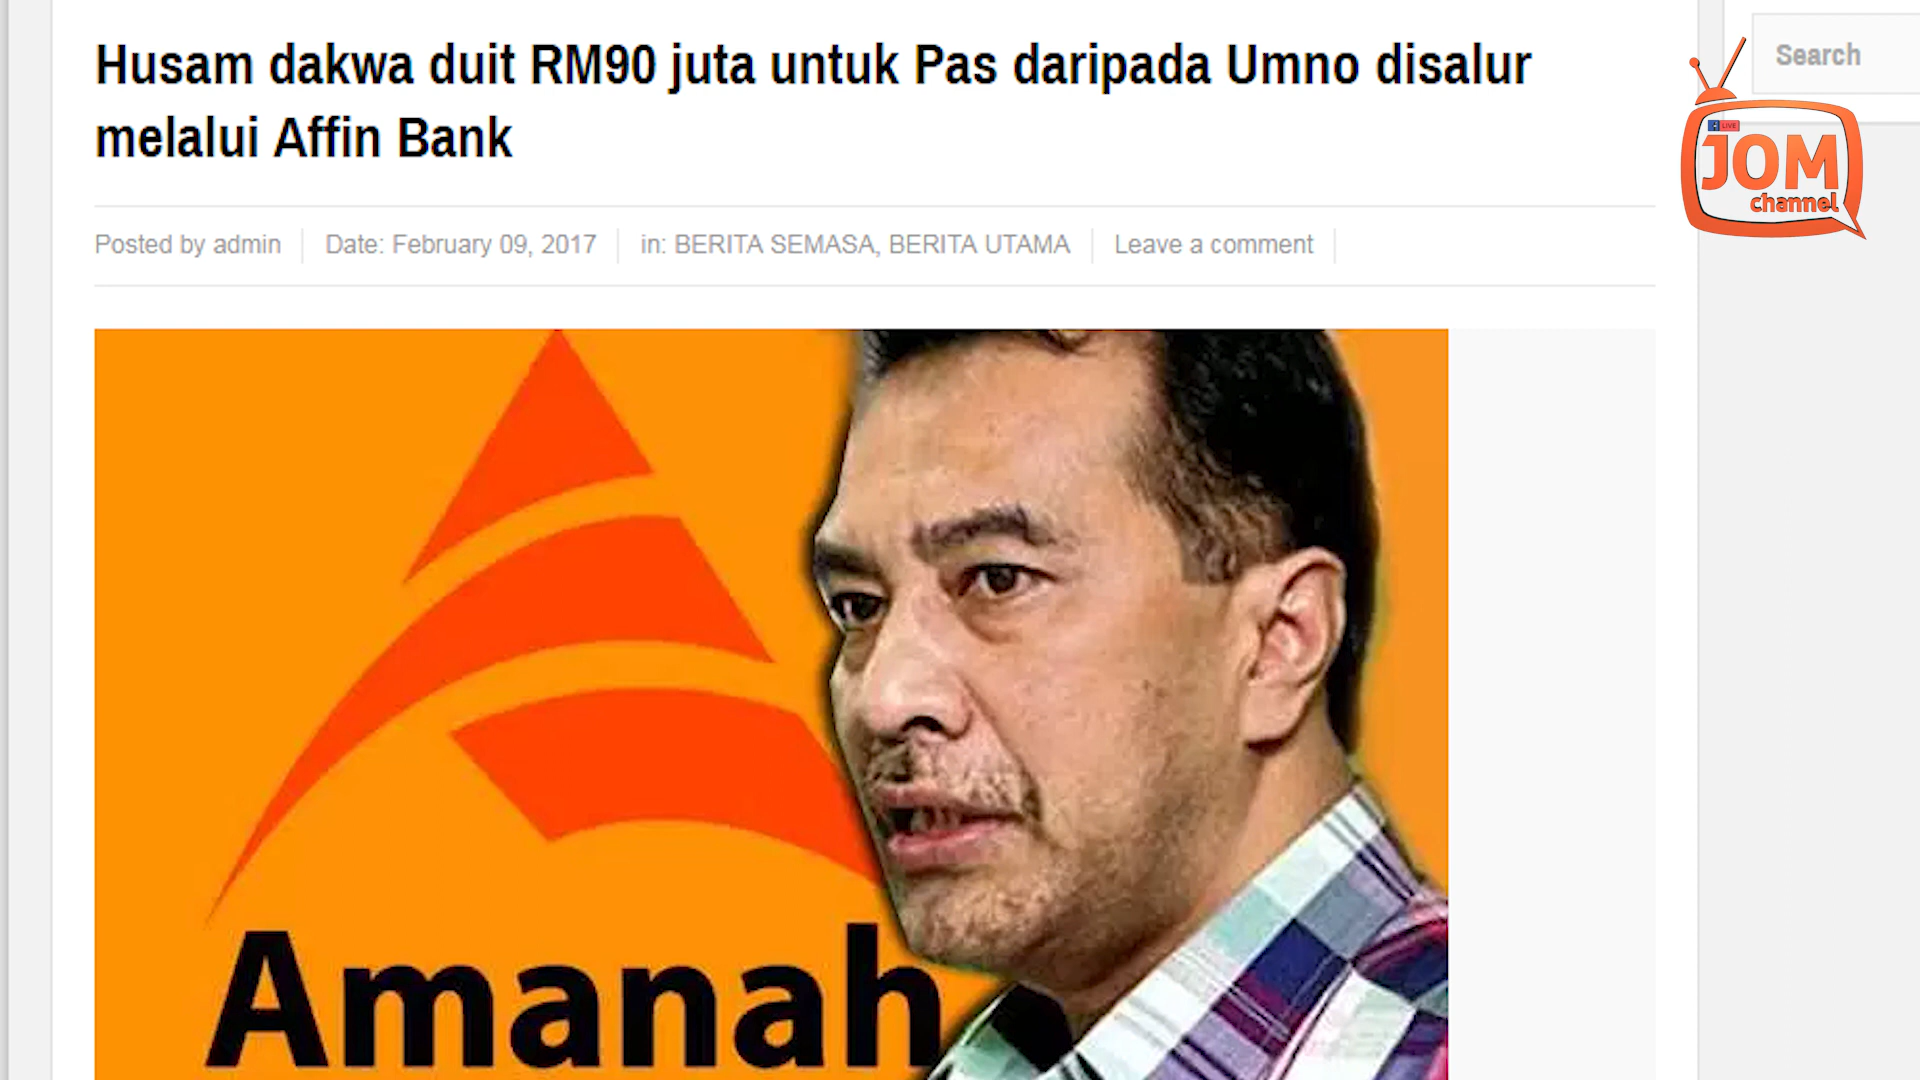 Husam dakwa duit RM90 juta untuk Pas daripada Umno disalur
melalui Affin Bank
Search
LIVE
JOM
channel
Posted by admin
Date: February 09, 2017
in: BERITA SEMASA, BERITA UTAMA
Leave a comment
Amanah